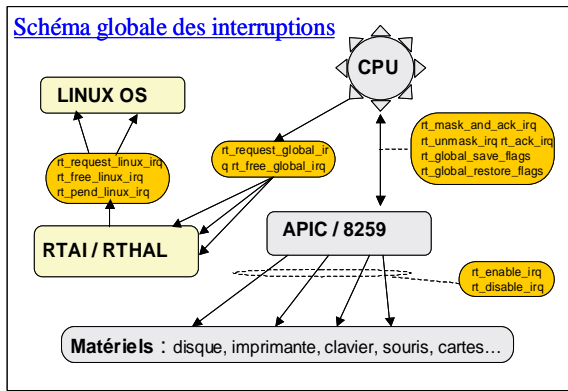 Schéma globale des interruptions
CPU
LINUX OS
rt_request_linux_irq
rt_free_linux_irq
rt_pend_linux_irq
rt_request_global_ir
q rt_free_global_irq
rt_mask_and_ack_irq
rt_unmask_irq rt_ack_irq
rt_global_save_flags
rt_global_restore_flags
RTAI / RTHAL
APIC / 8259
rt_enable_irq
rt_disable_irq
Matériels : disque, imprimante, clavier, souris, cartes…